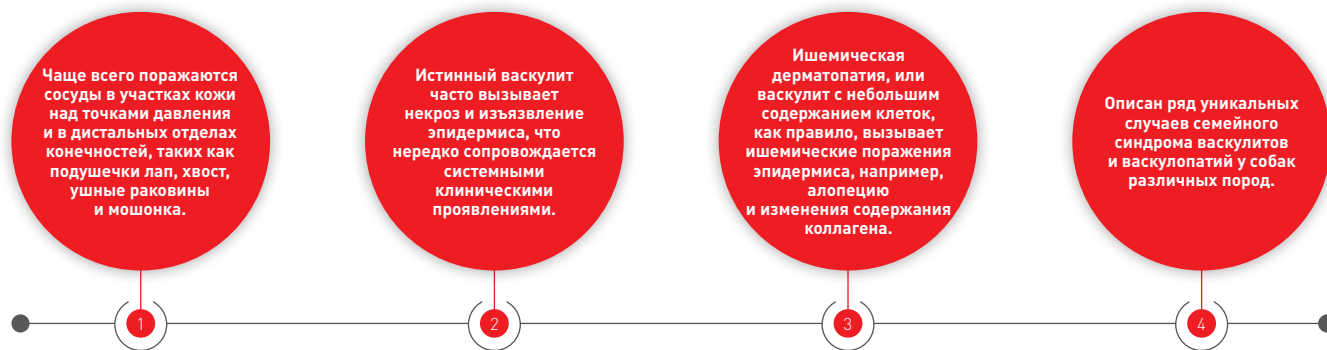 Чаще всего поражаются
сосуды в участках кожи
над точками давления
и в дистальных отделах
конечностей, таких как
подушечки лап, хвост,
ушные раковины
и мошонка.
Истинный васкулит
часто вызывает
некроз и изъязвление
эпидермиса, что
нередко сопровождается
системными
клиническими
проявлениями.
Ишемическая
дерматопатия, или
васкулит с небольшим
содержанием клеток,
как правило, вызывает
ишемические поражения
эпидермиса, например,
алопецию
и изменения содержания
коллагена.
Описан ряд уникальных
случаев семейного
синдрома васкулитов
и васкулопатий у собак
различных пород.
1
2
3
4